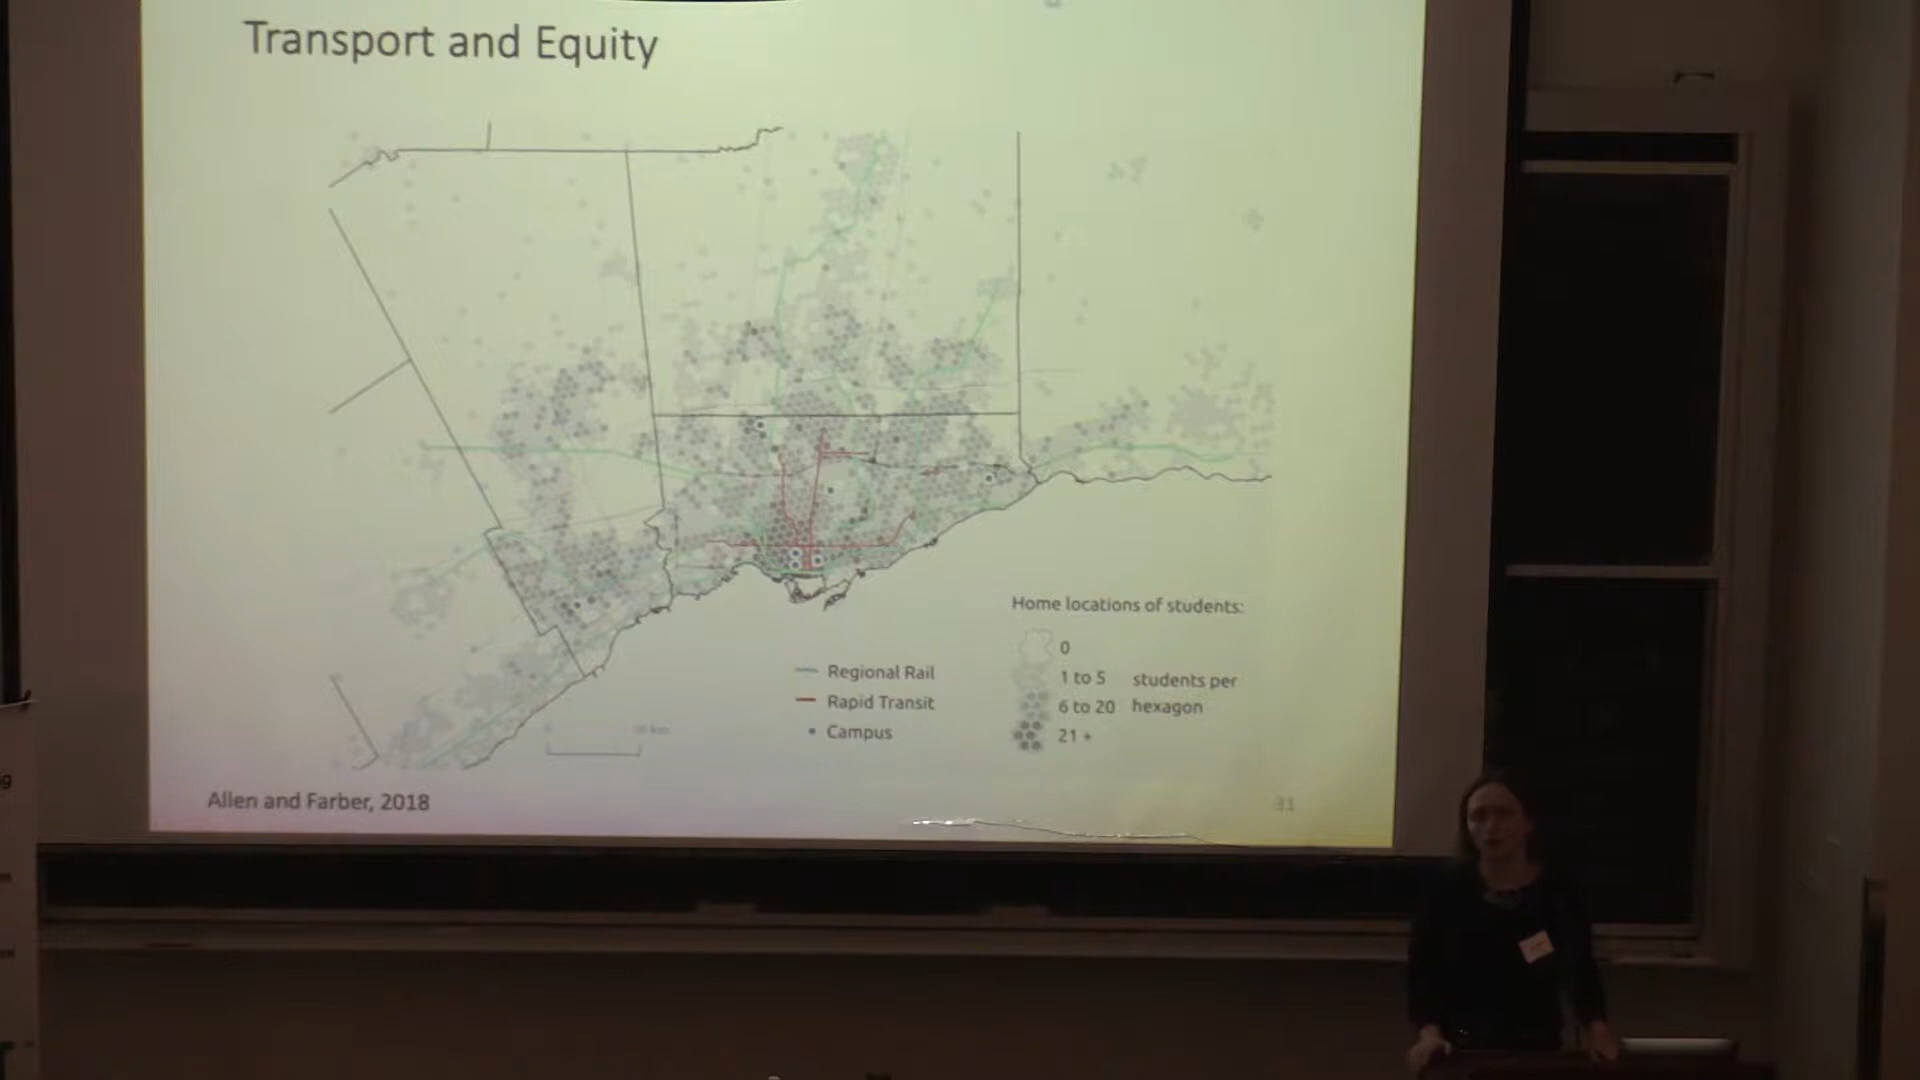 Transport and Equity
Home locations of students:
0
1 to 5 students per
6 to 20 hexagon
21 +
Regional Rail
Rapid Transit
Campus
Allen and Farber, 2018
31